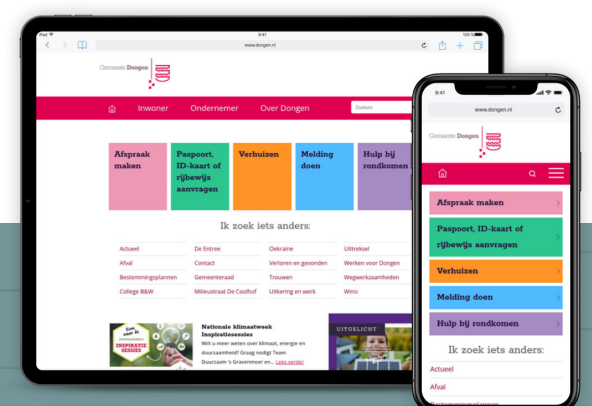 iPad
9:41
100 %
www.dongen.nl
Gemeente Dongen
Inwoner
Ondernemer
Over Dongen
Zoeken
Afspraak
maken
Paspoort,
ID-kaart of
rijbewijs
aanvragen
Verhuizen
Melding
doen
Hulp bij
rondkomen
Ik zoek iets anders:
Actueel
De Entree
Oekraïne
Uittreksel
Afval
Contact
Verloren en gevonden
Werken voor Dongen
Bestemmingsplannen
Gemeenteraad
Trouwen
Wegwerkzaamheden
College B&W
Milieustraat De Coolhof
Uitkering en werk
Wmo
Kom
naar de
INSPIRATIE
SESSIES
Nationale klimaatweek
Inspiratiesessies
Wilt u meer weten over klimaat, energie en
duurzaamheid? Graag nodigt Team
Duurzaam 's Gravenmoer en... Lees verder
UITGELICHT
9:41
www.dongen.nl
Gemeente Dongen
Afspraak maken
Paspoort, ID-kaart of
rijbewijs aanvragen
Verhuizen
Melding doen
Hulp bij rondkomen
Ik zoek iets anders:
Actueel
Afval
Bestemmingsplannen